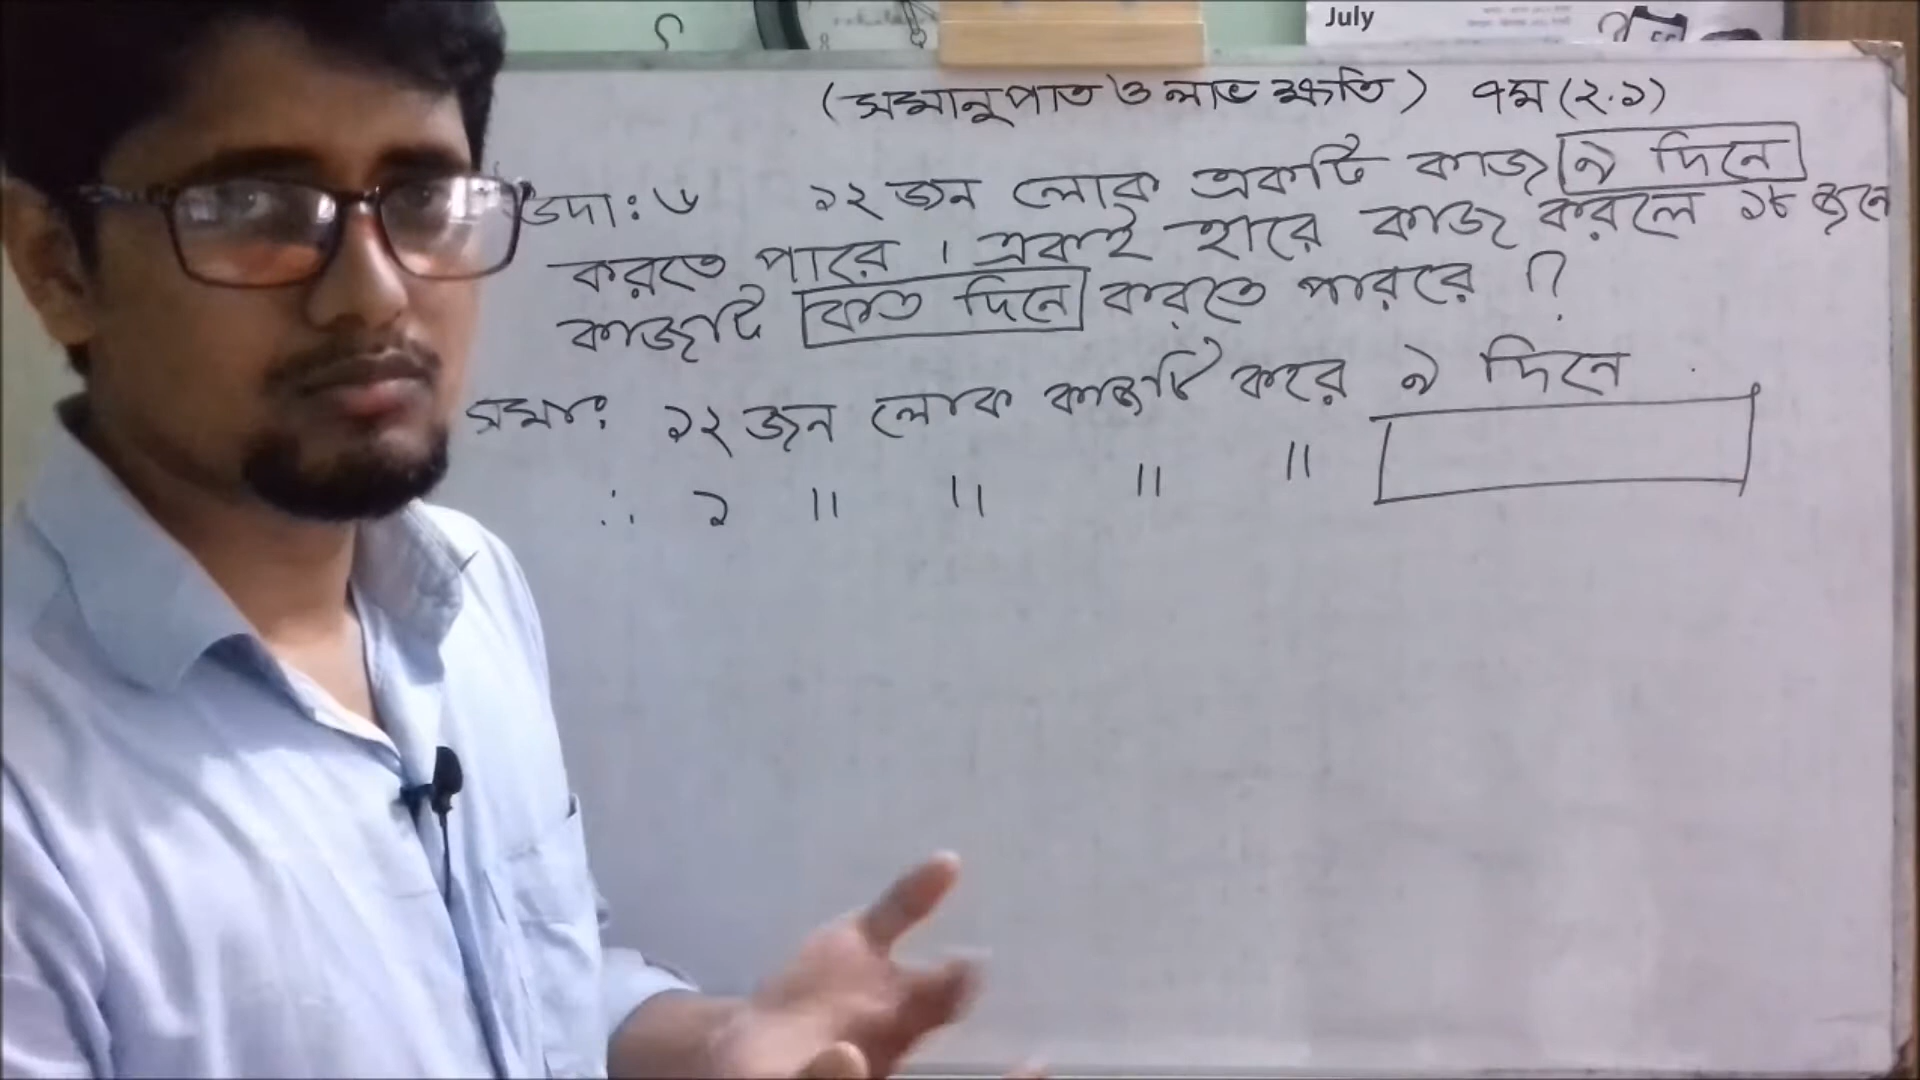 July
(সমানুপাত ও লাভ ক্ষতি) ৭ম (২.১)
উদা: ৬ ১২ জন লোক একটি কাজ ৯ দিনে
করতে পারে । একই হারে কাজ করলে ১৮ জনে
কাজটি কত দিনে করতে পারবে ?
সমা: ১২ জন লোক কাজটি করে ৯ দিনে
∴ ১ " " " "